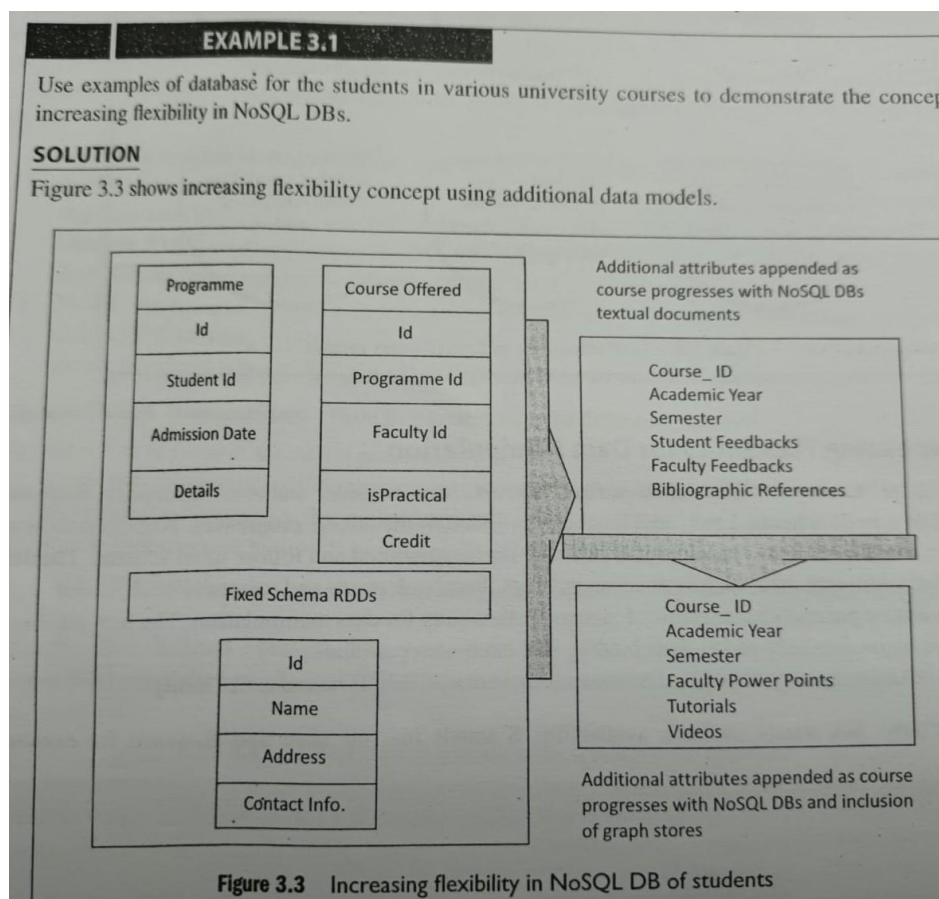 EXAMPLE 3.1
Use examples of database for the students in various university courses to demonstrate the
increasing flexibility in NoSQL DBs.
SOLUTION
Figure 3.3 shows increasing flexibility concept using additional data models.
Programme
Id
Student Id
Admission Date
Details
Course Offered
Id
Programme Id
Faculty Id
isPractical
Credit
Fixed Schema RDDs
Id
Name
Address
Contact Info.
Additional attributes appended as
course progresses with NoSQL DBs
textual documents
Course_ ID
Academic Year
Semester
Student Feedbacks
Faculty Feedbacks
Bibliographic References
Course_ ID
Academic Year
Semester
Faculty Power Points
Tutorials
Videos
Additional attributes appended as course
progresses with NoSQL DBs and inclusion
of graph stores
Figure 3.3 Increasing flexibility in NoSQL DB of students